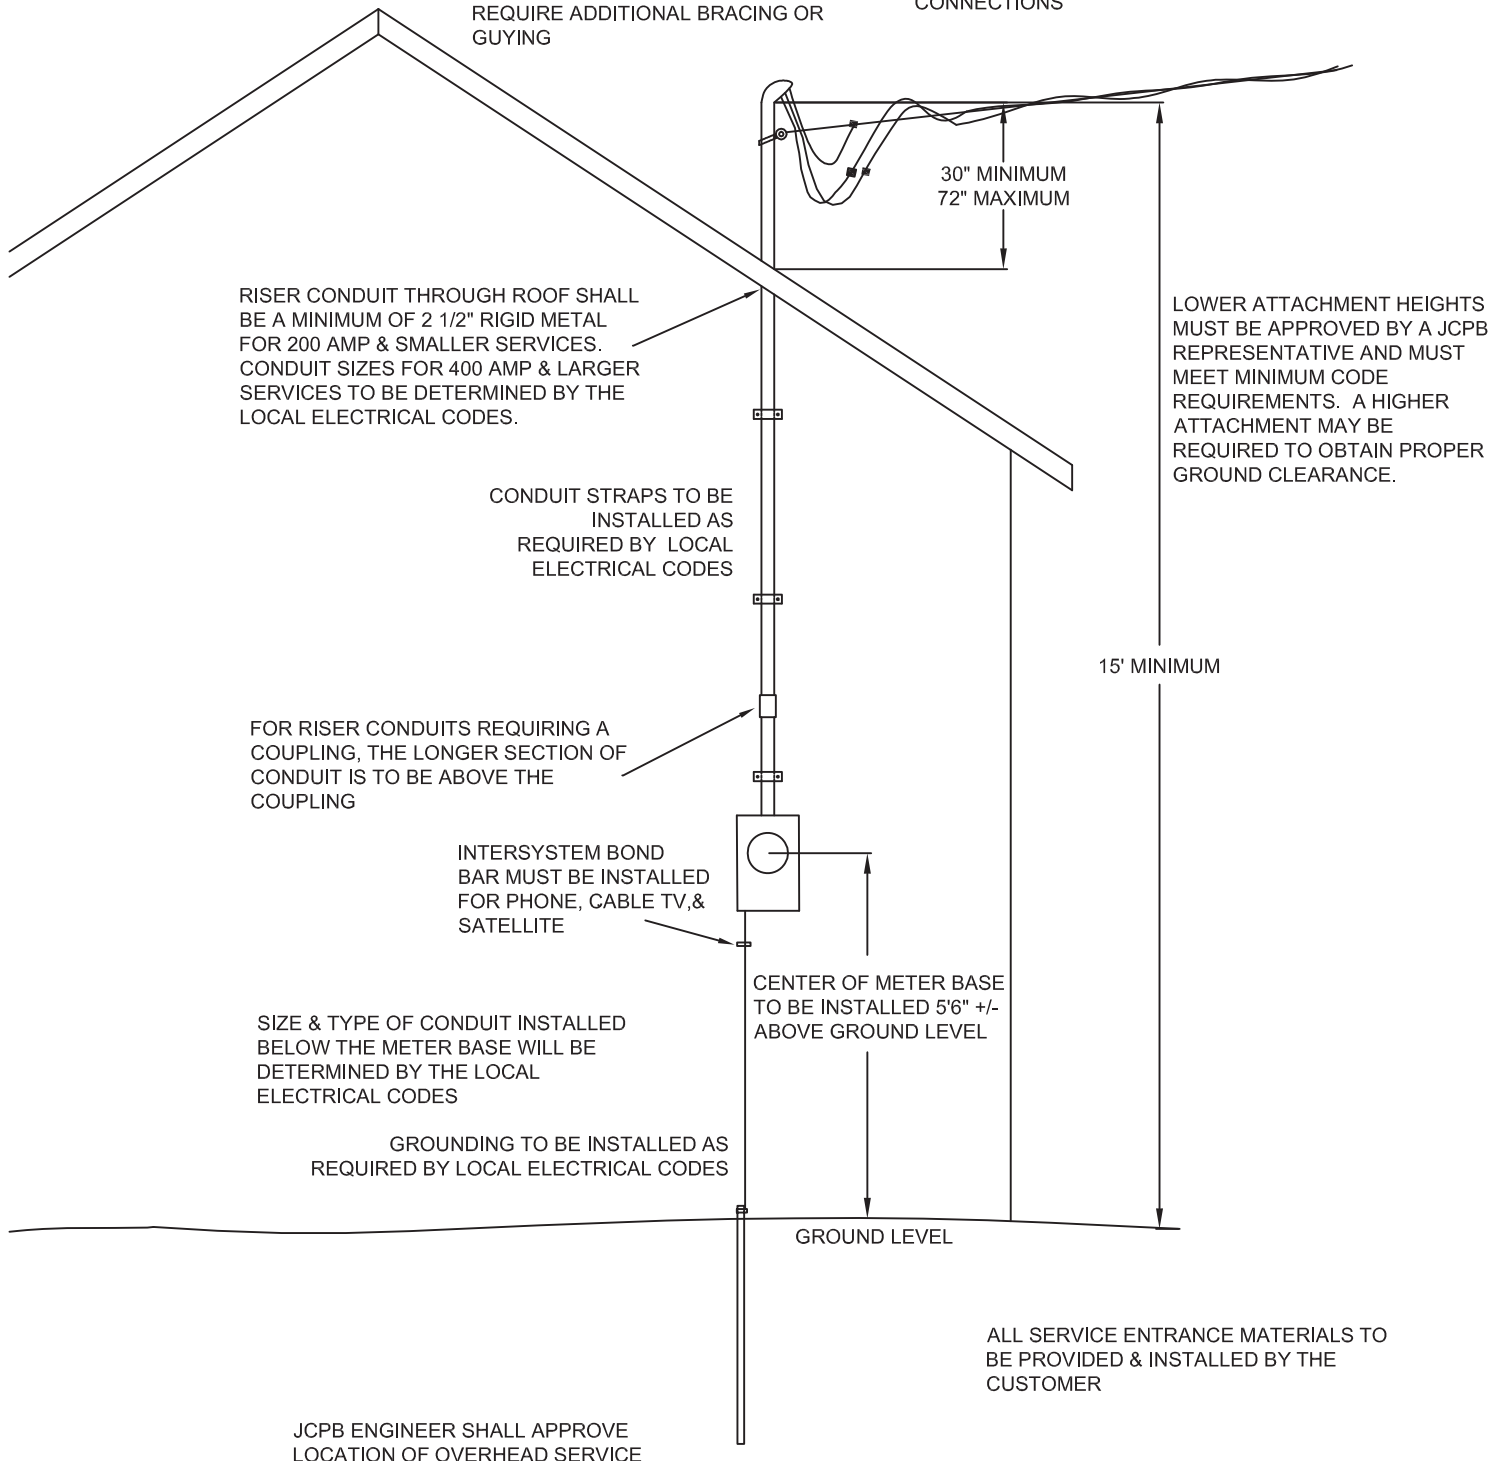 REQUIRE ADDITIONAL BRACING OR
GUYING
CONNECTIONS
30" MINIMUM
72" MAXIMUM
RISER CONDUIT THROUGH ROOF SHALL
BE A MINIMUM OF 2 1/2" RIGID METAL
FOR 200 AMP & SMALLER SERVICES.
CONDUIT SIZES FOR 400 AMP & LARGER
SERVICES TO BE DETERMINED BY THE
LOCAL ELECTRICAL CODES.
LOWER ATTACHMENT HEIGHTS
MUST BE APPROVED BY A JCPB
REPRESENTATIVE AND MUST
MEET MINIMUM CODE
REQUIREMENTS. A HIGHER
ATTACHMENT MAY BE
REQUIRED TO OBTAIN PROPER
GROUND CLEARANCE.
CONDUIT STRAPS TO BE
INSTALLED AS
REQUIRED BY LOCAL
ELECTRICAL CODES
15' MINIMUM
FOR RISER CONDUITS REQUIRING A
COUPLING, THE LONGER SECTION OF
CONDUIT IS TO BE ABOVE THE
COUPLING
INTERSYSTEM BOND
BAR MUST BE INSTALLED
FOR PHONE, CABLE TV,&
SATELLITE
CENTER OF METER BASE
TO BE INSTALLED 5'6" +/-
ABOVE GROUND LEVEL
SIZE & TYPE OF CONDUIT INSTALLED
BELOW THE METER BASE WILL BE
DETERMINED BY THE LOCAL
ELECTRICAL CODES
GROUNDING TO BE INSTALLED AS
REQUIRED BY LOCAL ELECTRICAL CODES
GROUND LEVEL
ALL SERVICE ENTRANCE MATERIALS TO
BE PROVIDED & INSTALLED BY THE
CUSTOMER
JCPB ENGINEER SHALL APPROVE
LOCATION OF OVERHEAD SERVICE